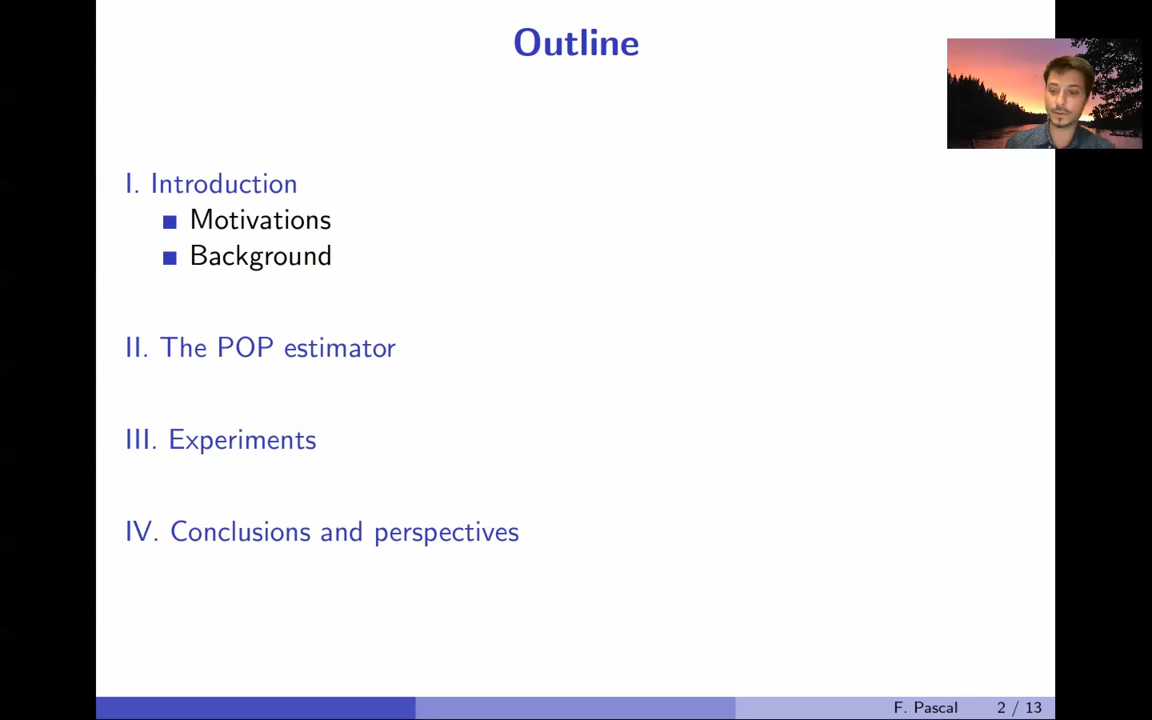 Outline
I. Introduction
Motivations
Background
II. The POP estimator
III. Experiments
IV. Conclusions and perspectives
F. Pascal 2 / 13